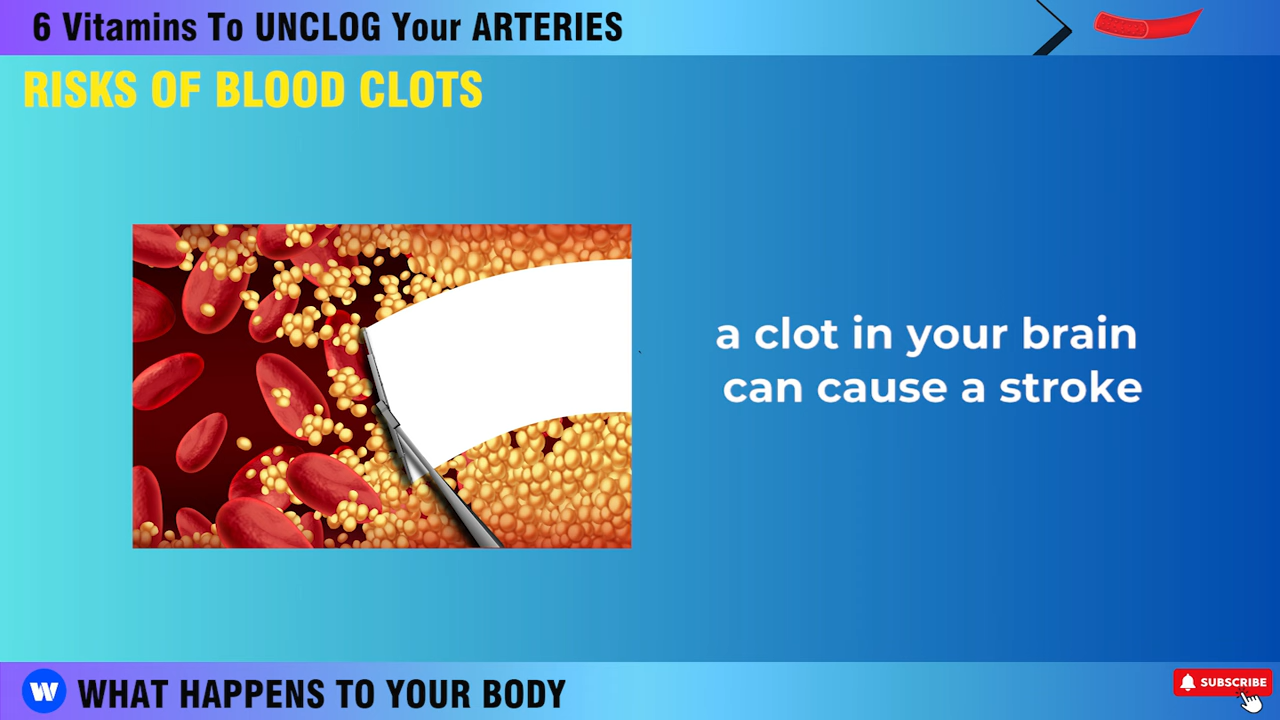 6 Vitamins To UNCLOG Your ARTERIES
RISKS OF BLOOD CLOTS
a clot in your brain
can cause a stroke
W WHAT HAPPENS TO YOUR BODY
SUBSCRIBE